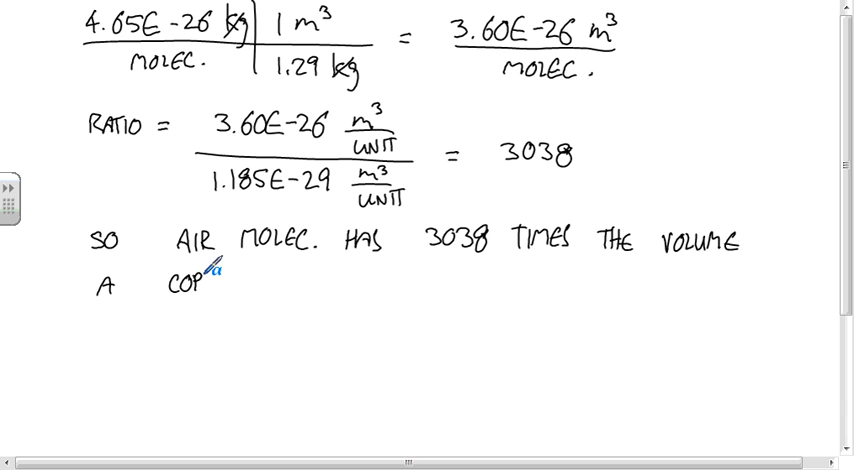 4.65E-26 kg | 1 m³ = 3.60E-26 m³
MOLEC. | 1.29 kg MOLEC.
RATIO = 3.60E-26 m³/UNIT = 3038
1.185E-29 m³/UNIT
SO AIR MOLEC. HAS 3038 TIMES THE VOLUME
A COP